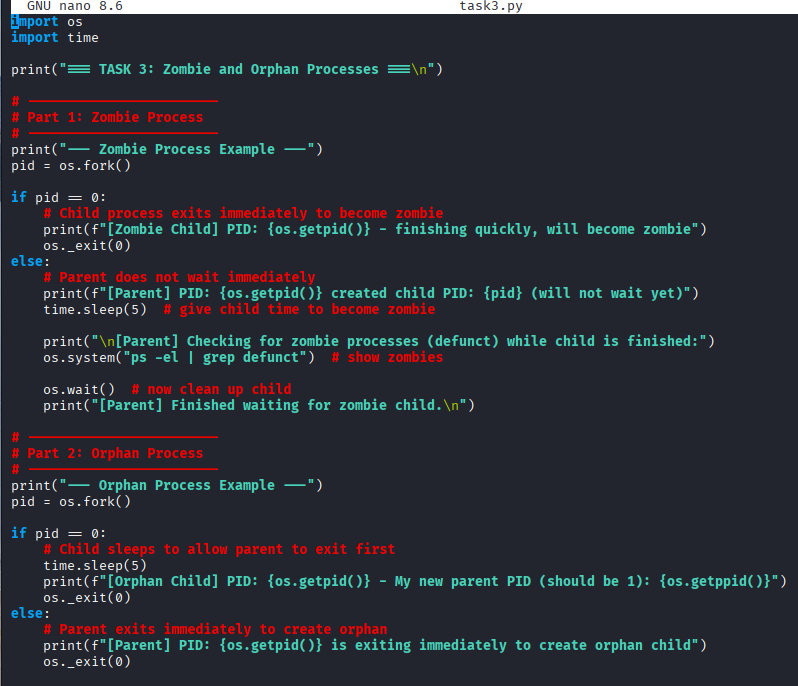 GNU nano 8.6 task3.py
import os
import time
print("=== TASK 3: Zombie and Orphan Processes ===\n")
# ------------------------
# Part 1: Zombie Process
# ------------------------
print("--- Zombie Process Example ---")
pid = os.fork()
if pid == 0:
    # Child process exits immediately to become zombie
    print(f"[Zombie Child] PID: {os.getpid()} - finishing quickly, will become zombie")
    os._exit(0)
else:
    # Parent does not wait immediately
    print(f"[Parent] PID: {os.getpid()} created child PID: {pid} (will not wait yet)")
    time.sleep(5)  # give child time to become zombie
    print("\n[Parent] Checking for zombie processes (defunct) while child is finished:")
    os.system("ps -el | grep defunct")  # show zombies
    os.wait()  # now clean up child
    print("[Parent] Finished waiting for zombie child.\n")
# ------------------------
# Part 2: Orphan Process
# ------------------------
print("--- Orphan Process Example ---")
pid = os.fork()
if pid == 0:
    # Child sleeps to allow parent to exit first
    time.sleep(5)
    print(f"[Orphan Child] PID: {os.getpid()} - My new parent PID (should be 1): {os.getppid()}")
    os._exit(0)
else:
    # Parent exits immediately to create orphan
    print(f"[Parent] PID: {os.getpid()} is exiting immediately to create orphan child")
    os._exit(0)